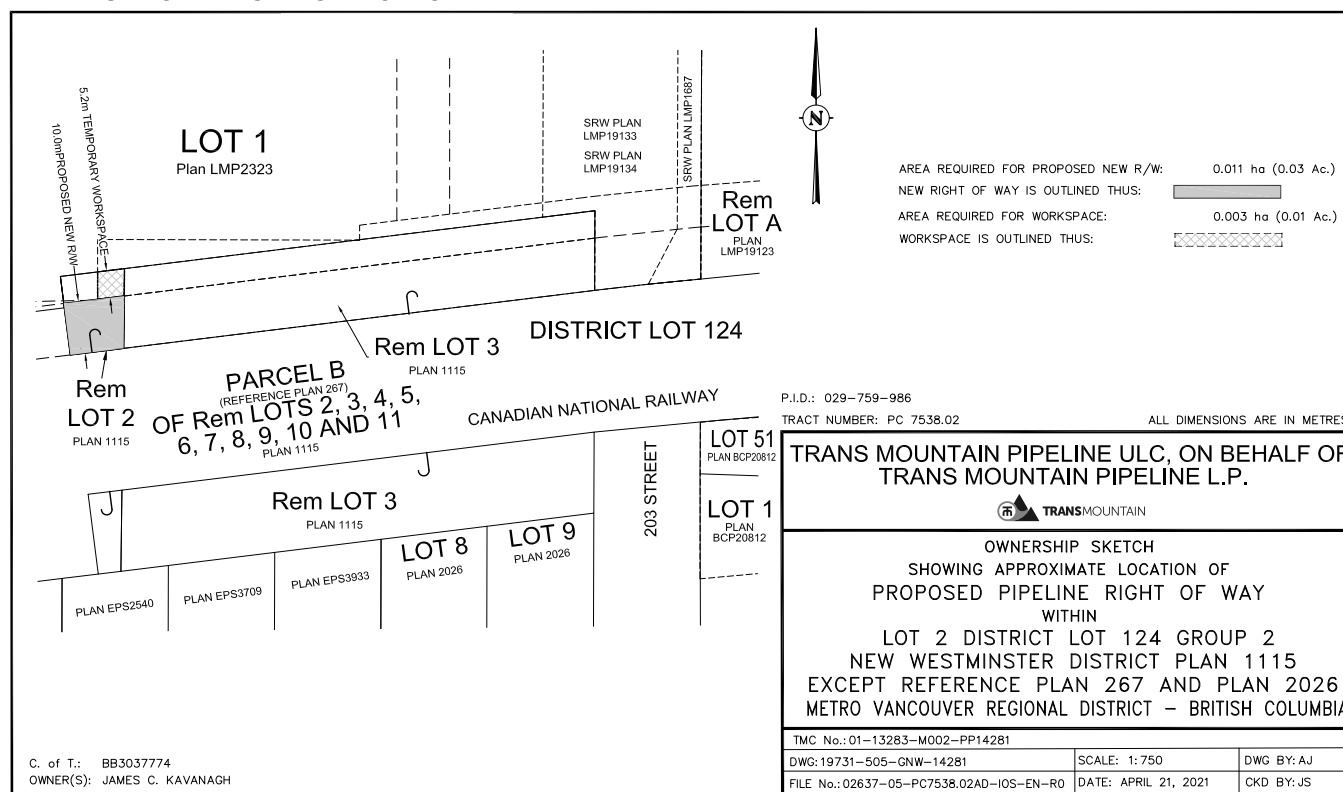 5.2m TEMPORARY WORKSPACE
10.0mPROPOSED NEW R/W
LOT 1
Plan LMP2323
SRW PLAN
LMP19133
SRW PLAN
LMP19134
SRW PLAN LMP1687
Rem
LOT A
PLAN
LMP19123
N
AREA REQUIRED FOR PROPOSED NEW R/W: 0.011 ha (0.03 Ac.)
NEW RIGHT OF WAY IS OUTLINED THUS:
AREA REQUIRED FOR WORKSPACE: 0.003 ha (0.01 Ac.)
WORKSPACE IS OUTLINED THUS:
DISTRICT LOT 124
Rem LOT 3
PLAN 1115
Rem
LOT 2
PLAN 1115
PARCEL B
(REFERENCE PLAN 267)
OF Rem LOTS 2, 3, 4, 5,
6, 7, 8, 9, 10 AND 11
PLAN 1115
CANADIAN NATIONAL RAILWAY
Rem LOT 3
PLAN 1115
203 STREET
LOT 51
PLAN BCP20812
LOT 1
PLAN
BCP20812
PLAN EPS2540
PLAN EPS3709
PLAN EPS3933
LOT 8
PLAN 2026
LOT 9
PLAN 2026
P.I.D.: 029-759-986
TRACT NUMBER: PC 7538.02
ALL DIMENSIONS ARE IN METRES
TRANS MOUNTAIN PIPELINE ULC, ON BEHALF OF
TRANS MOUNTAIN PIPELINE L.P.
TRANSMOUNTAIN
OWNERSHIP SKETCH
SHOWING APPROXIMATE LOCATION OF
PROPOSED PIPELINE RIGHT OF WAY
WITHIN
LOT 2 DISTRICT LOT 124 GROUP 2
NEW WESTMINSTER DISTRICT PLAN 1115
EXCEPT REFERENCE PLAN 267 AND PLAN 2026
METRO VANCOUVER REGIONAL DISTRICT - BRITISH COLUMBIA
TMC No.: 01-13283-M002-PP14281
DWG: 19731-505-GNW-14281
SCALE: 1:750
DWG BY: AJ
FILE No.: 02637-05-PC7538.02AD-IOS-EN-R0
DATE: APRIL 21, 2021
CKD BY: JS
C. of T.: BB3037774
OWNER(S): JAMES C. KAVANAGH